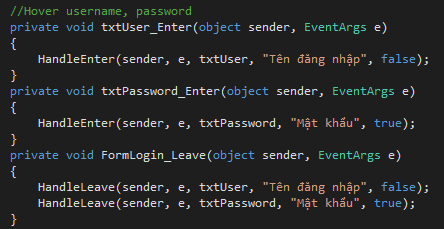 //Hover username, password
private void txtUser_Enter(object sender, EventArgs e)
{
HandleEnter(sender, e, txtUser, "Tên đăng nhập", false);
}
private void txtPassword_Enter(object sender, EventArgs e)
{
HandleEnter(sender, e, txtPassword, "Mật khẩu", true);
}
private void FormLogin_Leave(object sender, EventArgs e)
{
HandleLeave(sender, e, txtUser, "Tên đăng nhập", false);
HandleLeave(sender, e, txtPassword, "Mật khẩu", true);
}